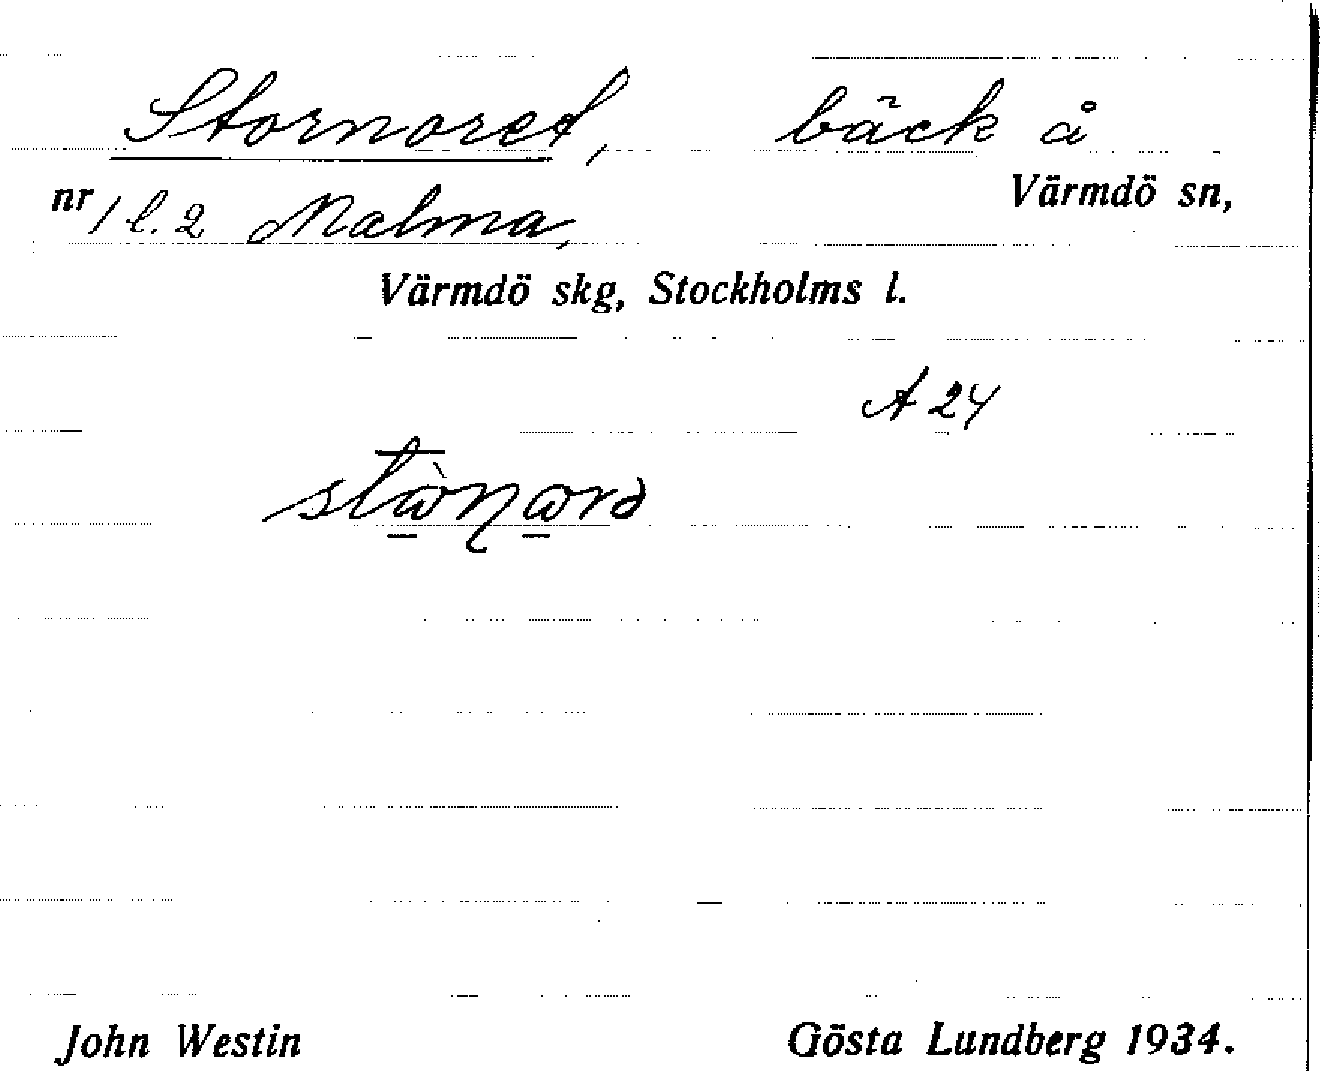 Stornoret, bäck å
nr 1 l. 2 Malma, Värmdö sn,
Värmdö skg, Stockholms l.
A 24
John Westin Gösta Lundberg 1934.